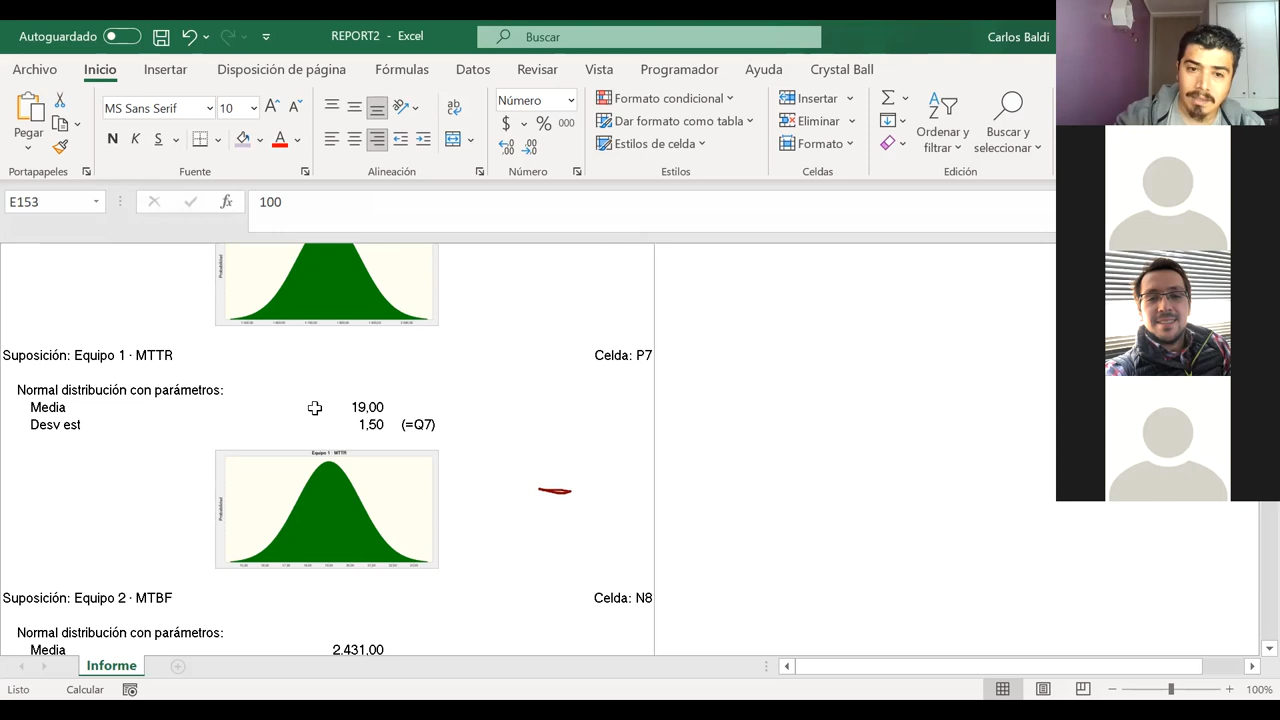 Autoguardado
REPORT2 - Excel
Buscar
Carlos Baldi
Archivo Inicio Insertar Disposición de página Fórmulas Datos Revisar Vista Programador Ayuda Crystal Ball
Pegar
MS Sans Serif 10
N K S
Número
$ % 000
Formato condicional
Dar formato como tabla
Estilos de celda
Insertar
Eliminar
Formato
Ordenar y filtrar
Buscar y seleccionar
Portapapeles Fuente Alineación Número Estilos Celdas Edición
E153 fx 100
Probabilidad
Suposición: Equipo 1 · MTTR Celda: P7
Normal distribución con parámetros:
Media 19,00
Desv est 1,50 (=Q7)
Equipo 1 · MTTR
Probabilidad
Suposición: Equipo 2 · MTBF Celda: N8
Normal distribución con parámetros:
Media 2.431,00
Informe
Listo Calcular 100%